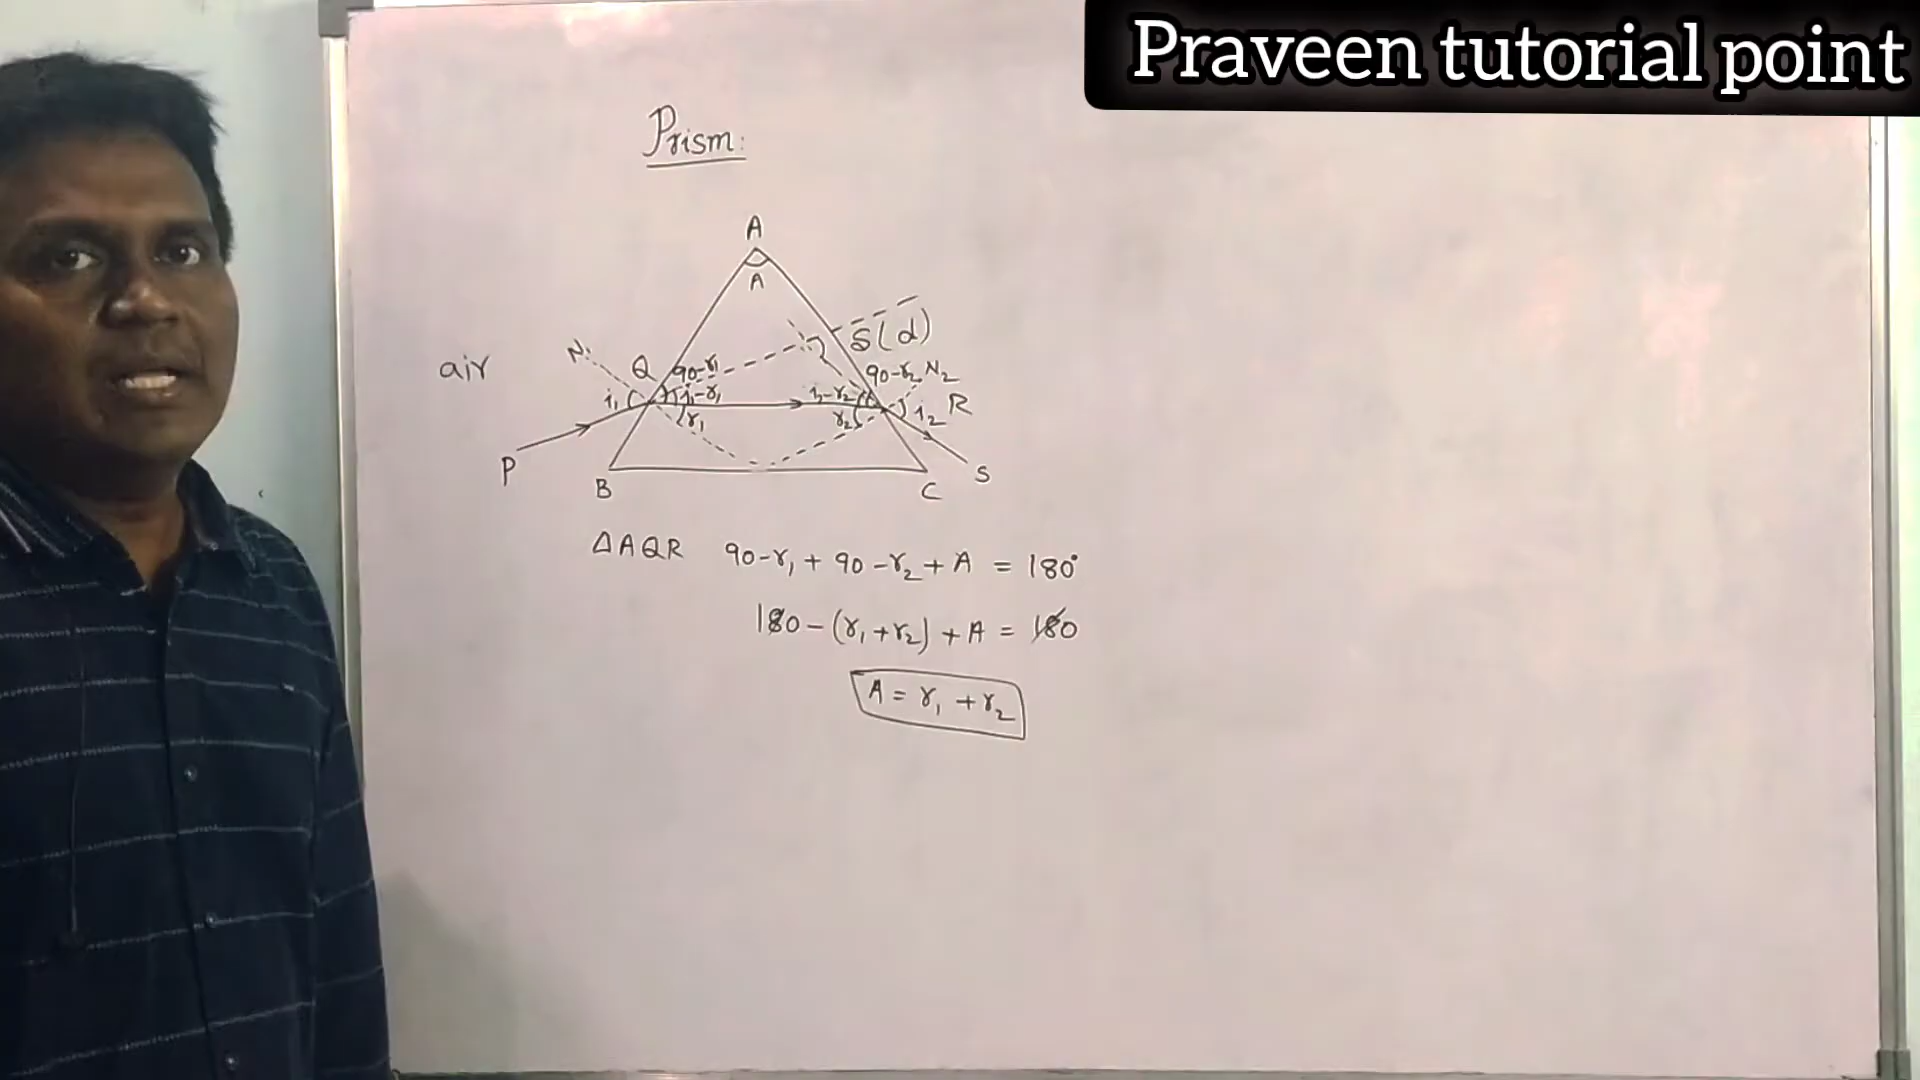 Praveen tutorial point
Prism:
A
A
δ(d)
air
N₁
Q
90-r₁
90-r₂
N₂
i₁
i₁-r₁
i₂-r₂
i₂
R
r₁
r₂
P
S
B
C
ΔAQR 90-r₁ + 90-r₂ + A = 180°
180 - (r₁+r₂) + A = 180
A = r₁ + r₂